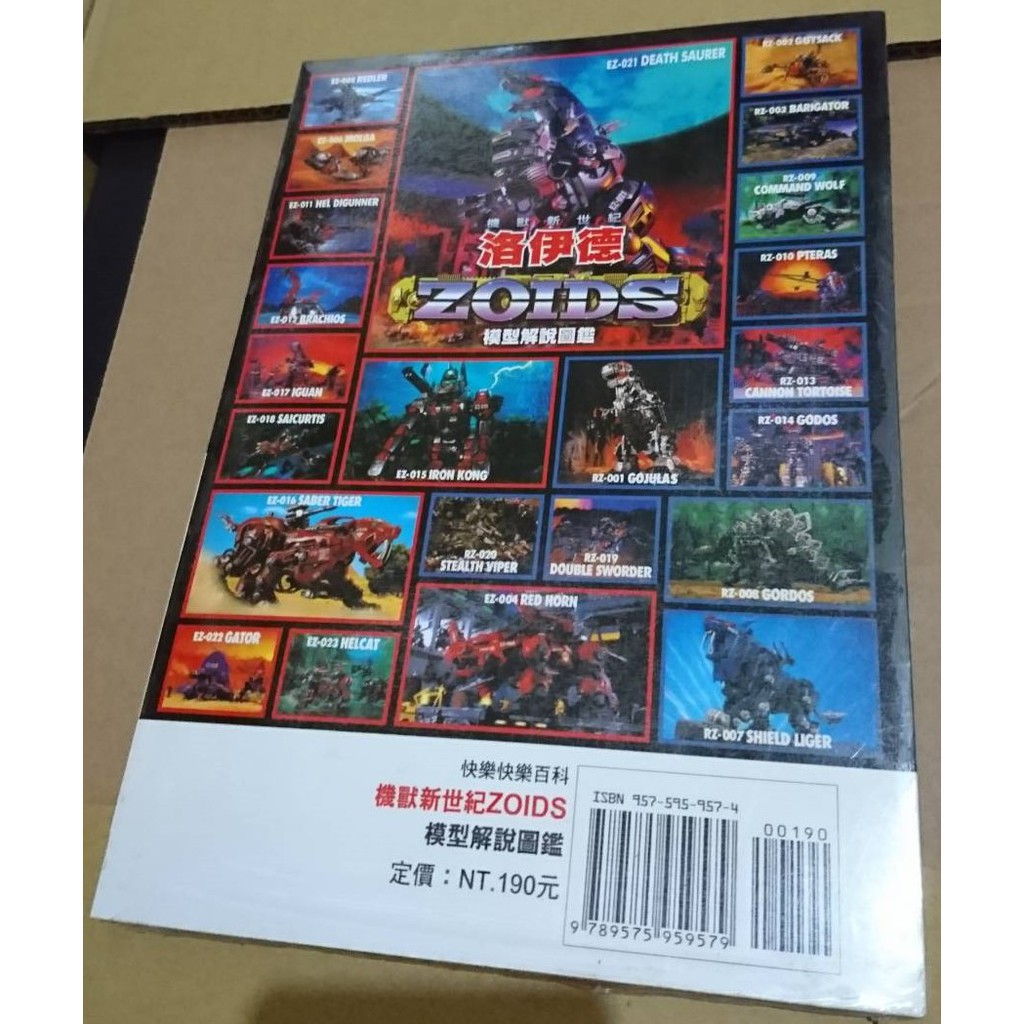 EZ-021 DEATH SAURER
RZ-002 GUYSACK
RZ-003 BARIGATOR
EZ-006 MOLGA
RZ-009
COMMAND WOLF
EZ-011 HEL DIGUNNER
機獸新世紀
洛伊德
ZOIDS
模型解說圖鑑
RZ-010 PTERAS
EZ-012 BRACHIOS
EZ-017 IGUAN
RZ-013
CANNON TORTOISE
EZ-018 SAICURTIS
EZ-015 IRON KONG
RZ-001 GOJULAS
RZ-014 GODOS
EZ-016 SABER TIGER
RZ-020
STEALTH VIPER
RZ-019
DOUBLE SWORDER
RZ-008 GORDOS
EZ-004 RED HORN
EZ-022 GATOR
EZ-023 HELCAT
RZ-007 SHIELD LIGER
快樂快樂百科
機獸新世紀ZOIDS
模型解說圖鑑
定價：NT.190元
ISBN 957-595-957-4
00190
9 789575 959579